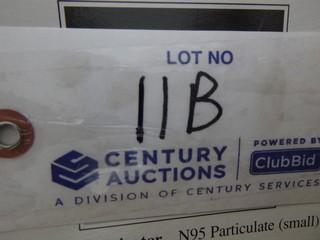 LOT NO
11B
CENTURY
AUCTIONS
POWERED BY
ClubBid
A DIVISION OF CENTURY SERVICES
N95 Particulate (small)